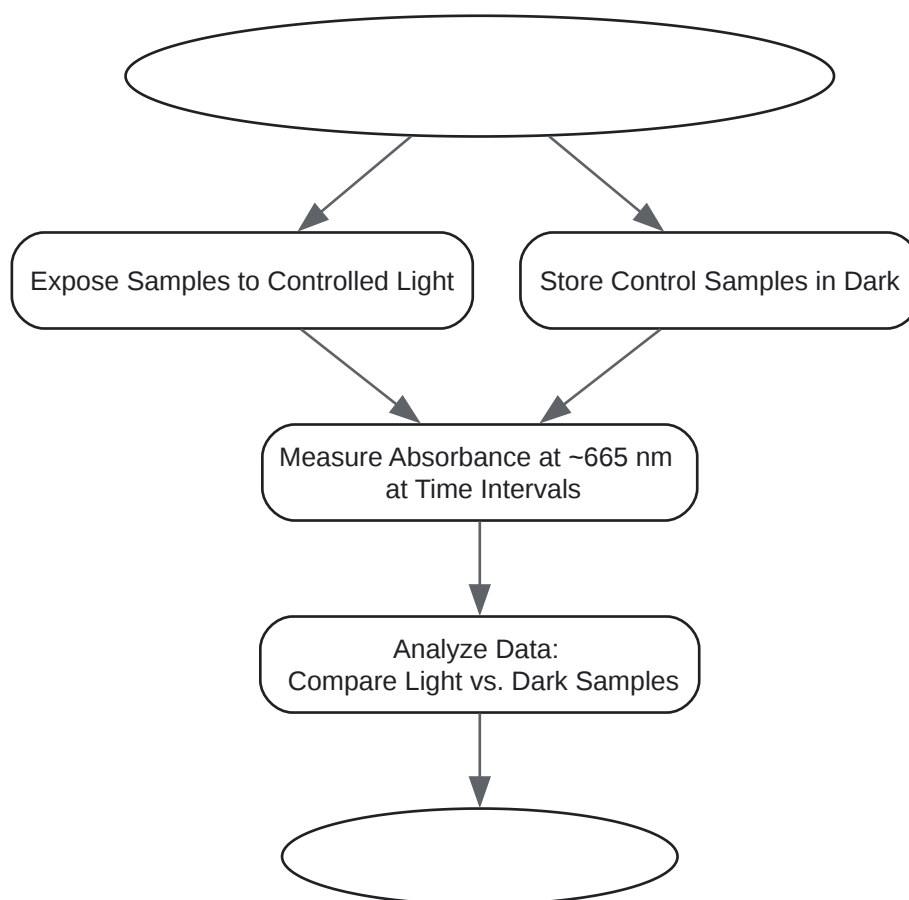 Expose Samples to Controlled Light
Store Control Samples in Dark
Measure Absorbance at ~665 nm
at Time Intervals
Analyze Data:
Compare Light vs. Dark Samples